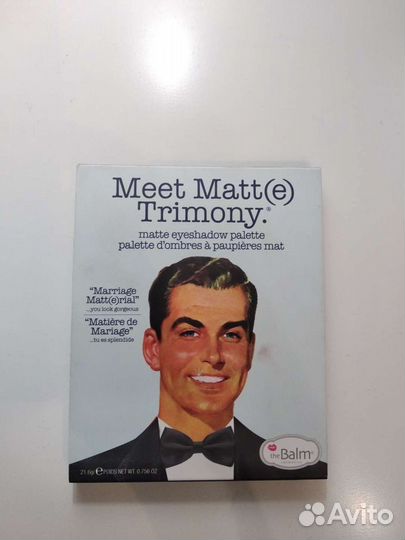 Meet Matt(e)
Trimony.®
matte eyeshadow palette
palette d'ombres à paupières mat
"Marriage
Matt(e)rial"
...you look gorgeous
"Matière de
Mariage"
...tu es splendide
21.6g e POIDS NET WT. 0.756 OZ
theBalm®
Avito